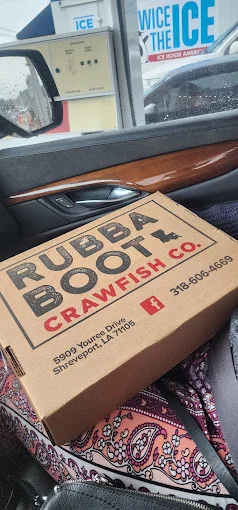 ICE
WICE
THE ICE
ICE HOUSE AMERICA
RUBBA
BOOT
CRAWFISH CO.
5909 Youree Drive
Shreveport, LA 71105
f
318-606-4669